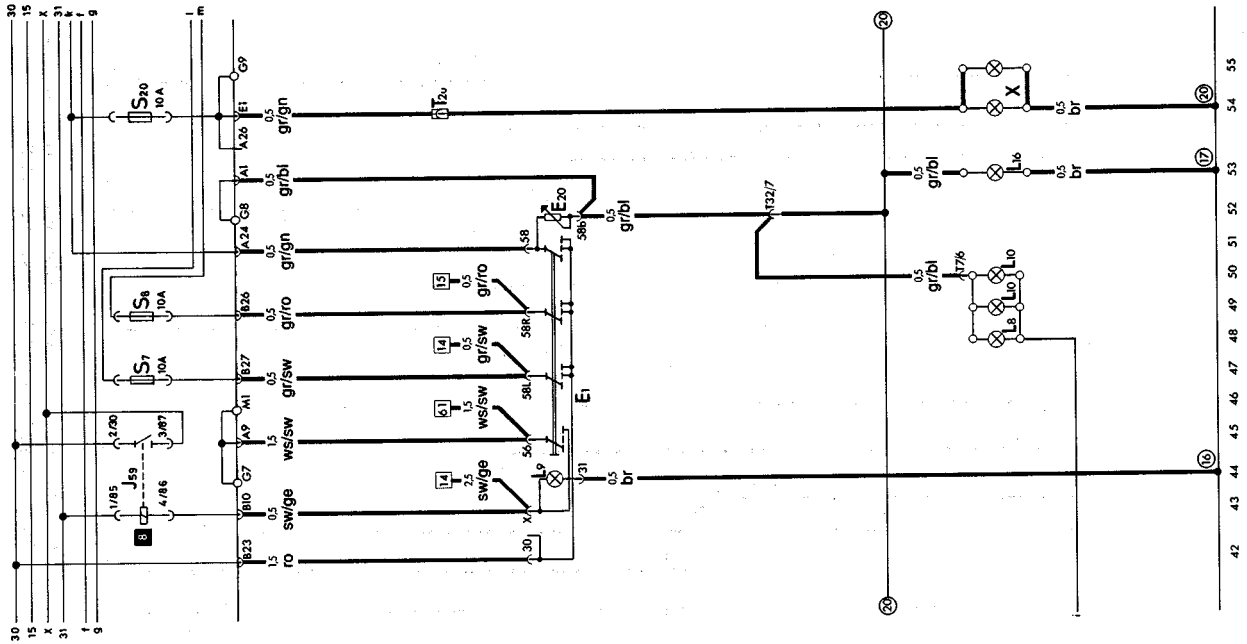 30
15
X
31
k
f
g
l
m
30
15
X
31
f
g
S20
10A
S8
10A
S7
10A
2/30
3/87
J59
1/85
4/86
8
G9
E1
A26
A1
G8
A24
B26
B27
M1
A9
G7
B10
B23
0,5
gr/gn
0,5
gr/bl
0,5
gr/gn
0,5
gr/ro
0,5
gr/sw
1,5
ws/sw
0,5
sw/ge
1,5
ro
T2u
15
0,5
gr/ro
14
0,5
gr/sw
61
1,5
ws/sw
14
2,5
sw/ge
58
58R
58L
56
X
30
L9
31
E1
E20
58b
0,5
gr/bl
0,5
br
T32/7
20
20
0,5
gr/bl
T7/6
L10
L10
L8
0,5
gr/bl
L16
0,5
br
X
0,5
br
i
16
17
20
42
43
44
45
46
47
48
49
50
51
52
53
54
55